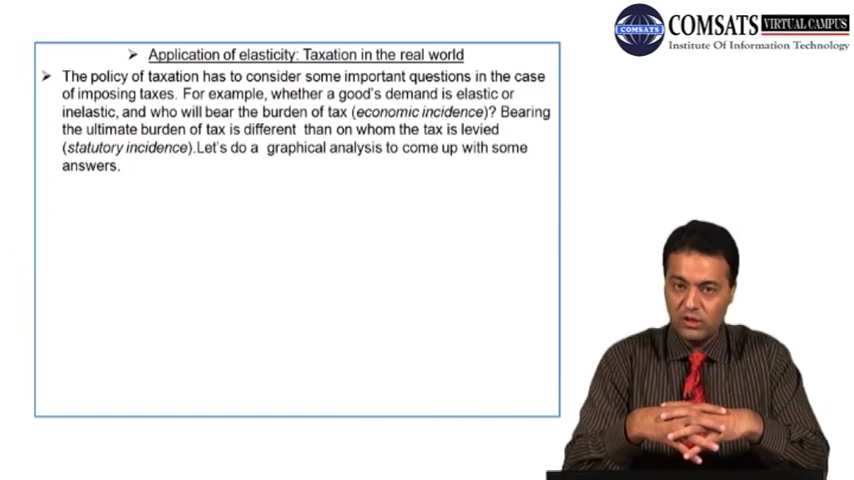 COMSATS VIRTUAL CAMPUS
COMSATS
Institute Of Information Technology
Application of elasticity: Taxation in the real world
The policy of taxation has to consider some important questions in the case
of imposing taxes. For example, whether a good's demand is elastic or
inelastic, and who will bear the burden of tax (economic incidence)? Bearing
the ultimate burden of tax is different than on whom the tax is levied
(statutory incidence).Let's do a graphical analysis to come up with some
answers.